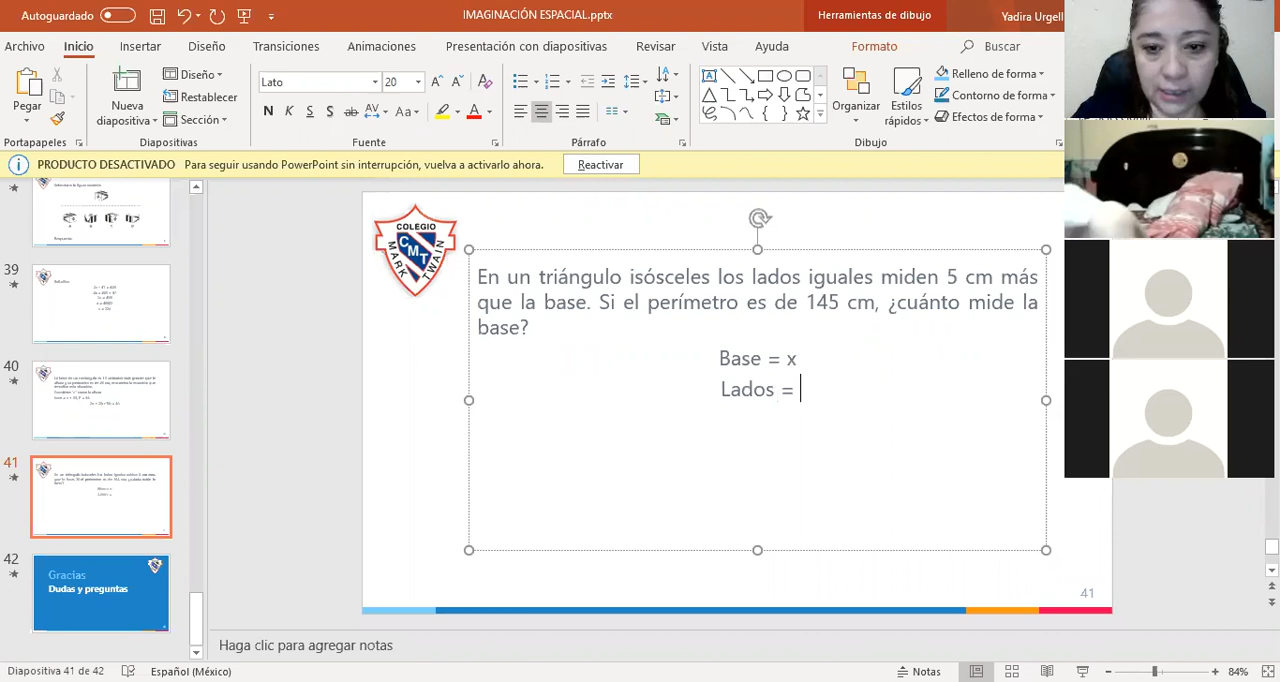 Autoguardado
IMAGINACIÓN ESPACIAL.pptx
Herramientas de dibujo
Yadira Urgell
Archivo Inicio Insertar Diseño Transiciones Animaciones Presentación con diapositivas Revisar Vista Ayuda Formato Buscar
Pegar
Nueva diapositiva
Diseño
Restablecer
Sección
Lato 20
N K S S ab AV Aa A
Organizar
Estilos rápidos
Relleno de forma
Contorno de forma
Efectos de forma
Portapapeles Diapositivas Fuente Párrafo Dibujo
PRODUCTO DESACTIVADO Para seguir usando PowerPoint sin interrupción, vuelva a activarlo ahora. Reactivar
39
40
41
42
Gracias
Dudas y preguntas
COLEGIO
CMT
MARK TWAIN
En un triángulo isósceles los lados iguales miden 5 cm más
que la base. Si el perímetro es de 145 cm, ¿cuánto mide la
base?
Base = x
Lados =
41
Haga clic para agregar notas
Diapositiva 41 de 42 Español (México) Notas 84%